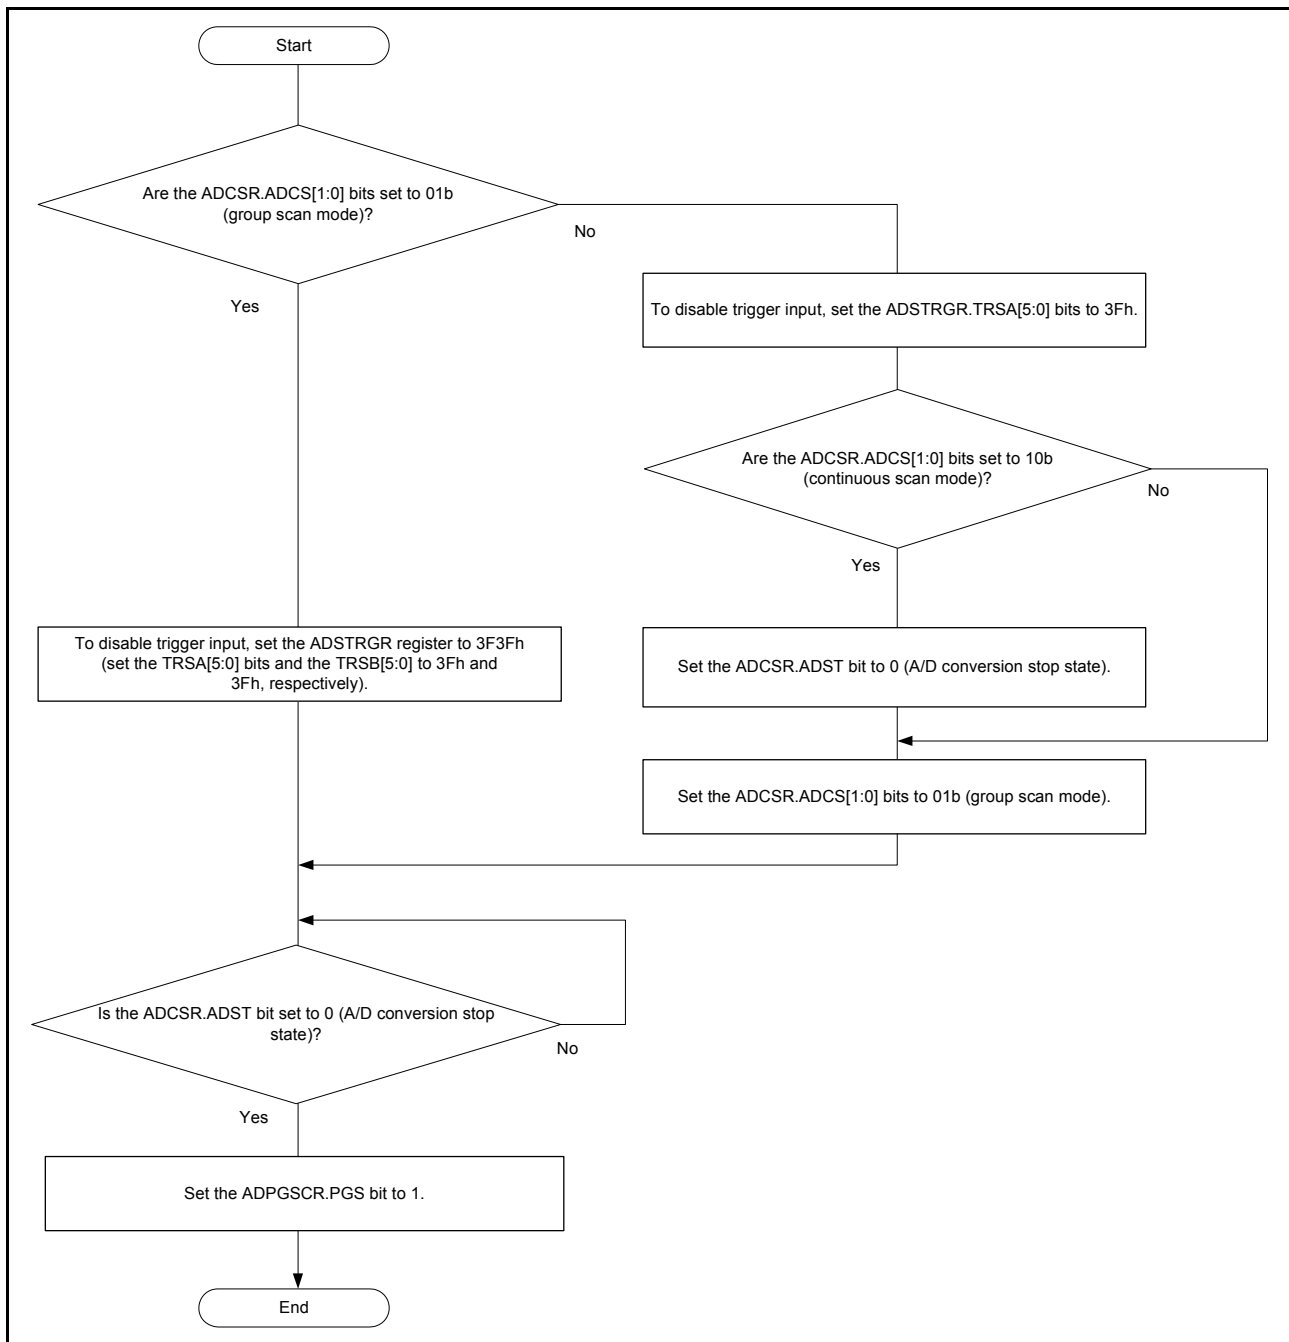 Start
Are the ADCSR.ADCS[1:0] bits set to 01b
(group scan mode)?
No
Yes
To disable trigger input, set the ADSTRGR.TRSA[5:0] bits to 3Fh.
Are the ADCSR.ADCS[1:0] bits set to 10b
(continuous scan mode)?
No
Yes
To disable trigger input, set the ADSTRGR register to 3F3Fh
(set the TRSA[5:0] bits and the TRSB[5:0] to 3Fh and
3Fh, respectively).
Set the ADCSR.ADST bit to 0 (A/D conversion stop state).
Set the ADCSR.ADCS[1:0] bits to 01b (group scan mode).
Is the ADCSR.ADST bit set to 0 (A/D conversion stop
state)?
No
Yes
Set the ADPGSCR.PGS bit to 1.
End